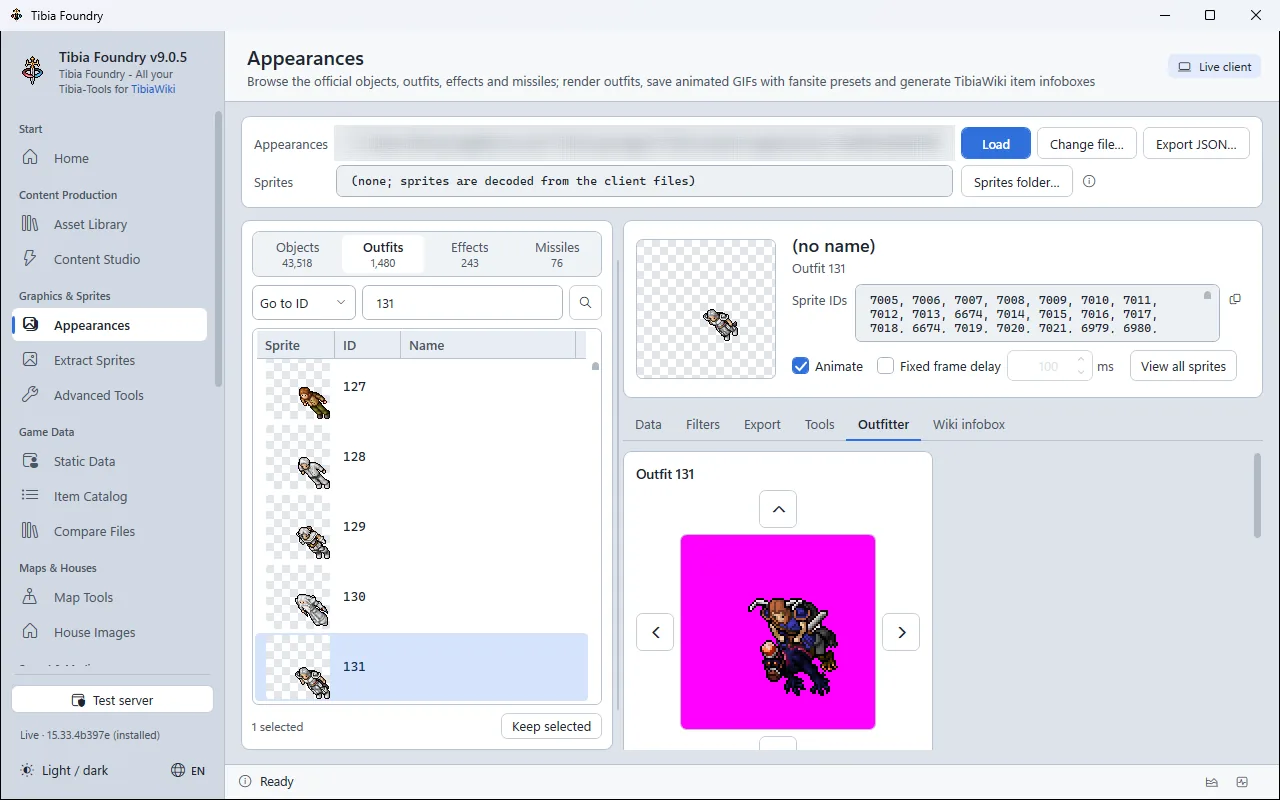 Tibia Foundry
Tibia Foundry v9.0.5
Tibia Foundry - All your
Tibia-Tools for TibiaWiki
Start
Home
Content Production
Asset Library
Content Studio
Graphics & Sprites
Appearances
Extract Sprites
Advanced Tools
Game Data
Static Data
Item Catalog
Compare Files
Maps & Houses
Map Tools
House Images
Test server
Live · 15.33.4b397e (installed)
Light / dark
EN
Appearances
Browse the official objects, outfits, effects and missiles; render outfits, save animated GIFs with fansite presets and generate TibiaWiki item infoboxes
Live client
Appearances
Load
Change file...
Export JSON...
Sprites
(none; sprites are decoded from the client files)
Sprites folder...
Objects
43,518
Outfits
1,480
Effects
243
Missiles
76
Go to ID
131
Sprite ID Name
127
128
129
130
131
1 selected
Keep selected
(no name)
Outfit 131
Sprite IDs
7005, 7006, 7007, 7008, 7009, 7010, 7011,
7012, 7013, 6674, 7014, 7015, 7016, 7017,
7018, 6674, 7019, 7020, 7021, 6979, 6980,
Animate
Fixed frame delay
100
ms
View all sprites
Data Filters Export Tools Outfitter Wiki infobox
Outfit 131
Ready